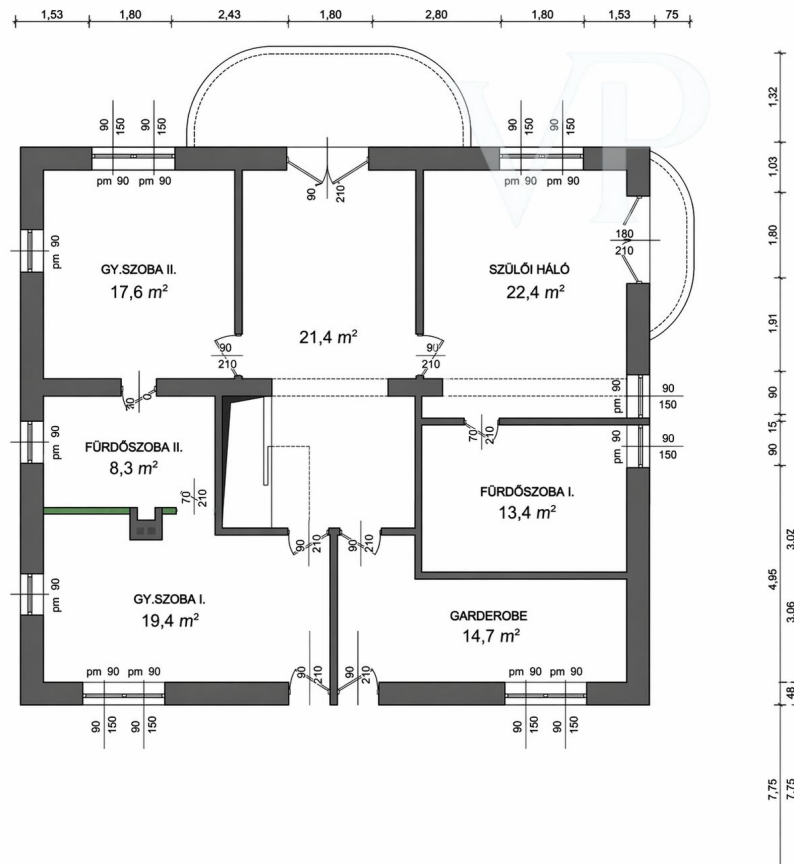 1,53 1,80 2,43 1,80 2,80 1,80 1,53 75
VP
90 150 90 150
90 150 90 150
pm 90 pm 90
90 210
pm 90 pm 90
1,32
1,03
1,80
1,91
90
15
90
3,02
4,95
3,06
48
7,75
7,75
pm 90
180
210
GY.SZOBA II.
17,6 m²
SZÜLŐI HÁLÓ
22,4 m²
21,4 m²
90
210
90
210
pm 90
90
150
pm 90
FÜRDŐSZOBA II.
8,3 m²
70 210
70 210
pm 90
90
150
FÜRDŐSZOBA I.
13,4 m²
90 210
90 210
pm 90
GY.SZOBA I.
19,4 m²
GARDEROBE
14,7 m²
pm 90 pm 90
90 210
90 210
pm 90 pm 90
90 150 90 150
90 150 90 150